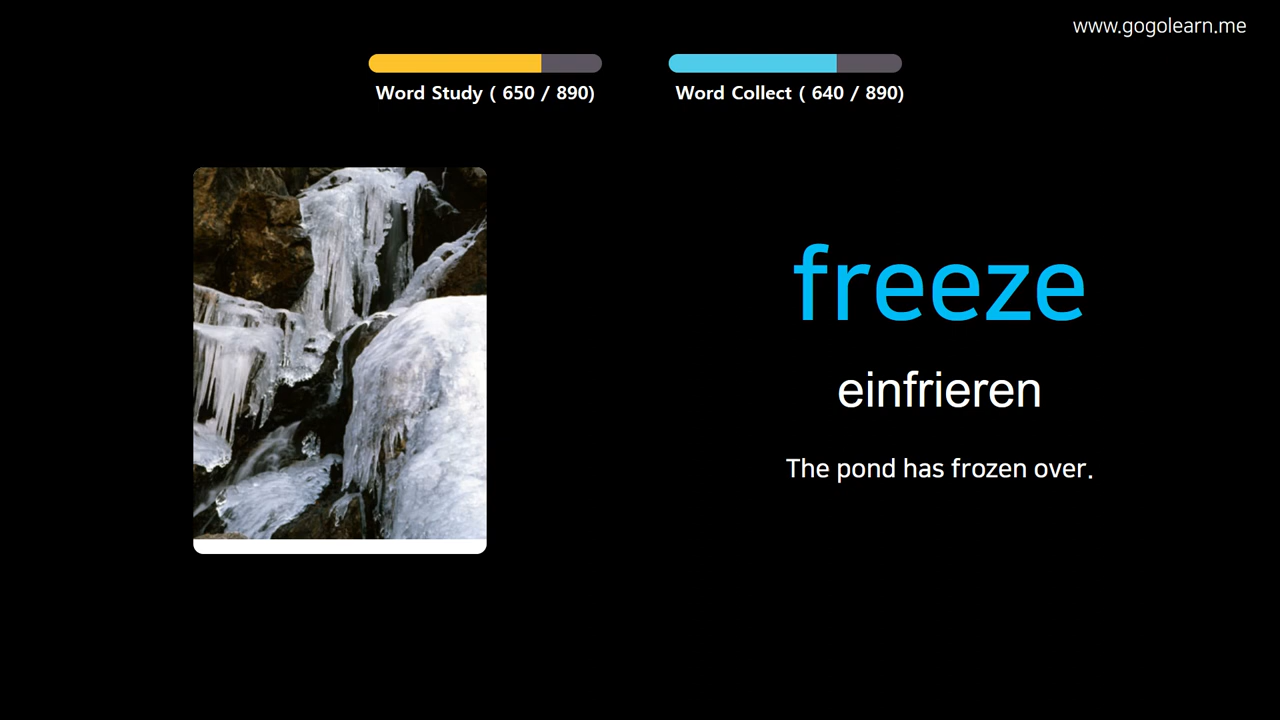 www.gogolearn.me
Word Study ( 650 / 890)
Word Collect ( 640 / 890)
freeze
einfrieren
The pond has frozen over.